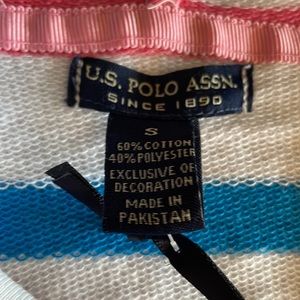 U.S. POLO ASSN.
SINCE 1890
S
60% COTTON
40% POLYESTER
EXCLUSIVE OF
DECORATION
MADE IN
PAKISTAN